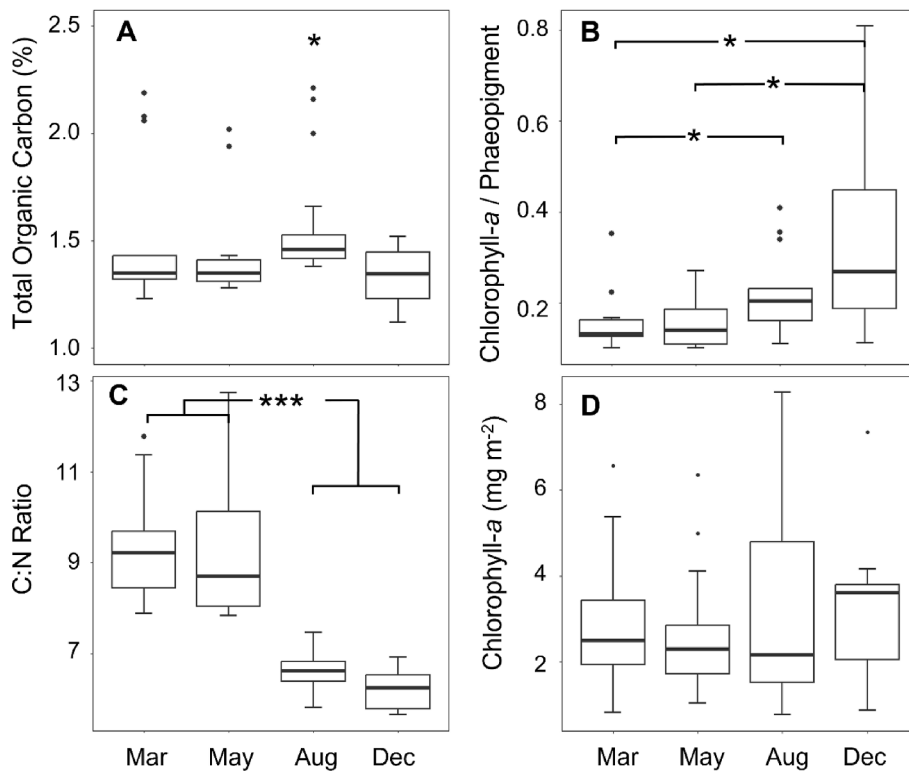 A
*
Total Organic Carbon (%)
2.5
2.0
1.5
1.0
B
*
*
*
Chlorophyll-a / Phaeopigment
0.8
0.6
0.4
0.2
C
***
C:N Ratio
13
11
9
7
Mar May Aug Dec
D
Chlorophyll-a (mg m⁻²)
8
6
4
2
Mar May Aug Dec